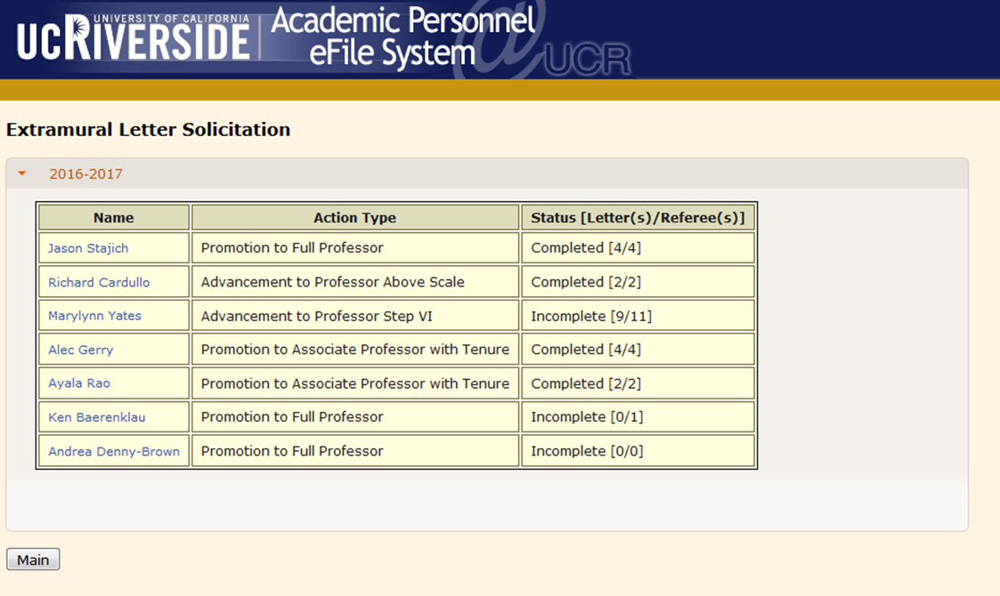 UNIVERSITY OF CALIFORNIA
UCRIVERSIDE
Academic Personnel
eFile System
@UCR
Extramural Letter Solicitation
2016-2017
Name Action Type Status [Letter(s)/Referee(s)]
Jason Stajich Promotion to Full Professor Completed [4/4]
Richard Cardullo Advancement to Professor Above Scale Completed [2/2]
Marylynn Yates Advancement to Professor Step VI Incomplete [9/11]
Alec Gerry Promotion to Associate Professor with Tenure Completed [4/4]
Ayala Rao Promotion to Associate Professor with Tenure Completed [2/2]
Ken Baerenklau Promotion to Full Professor Incomplete [0/1]
Andrea Denny-Brown Promotion to Full Professor Incomplete [0/0]
Main